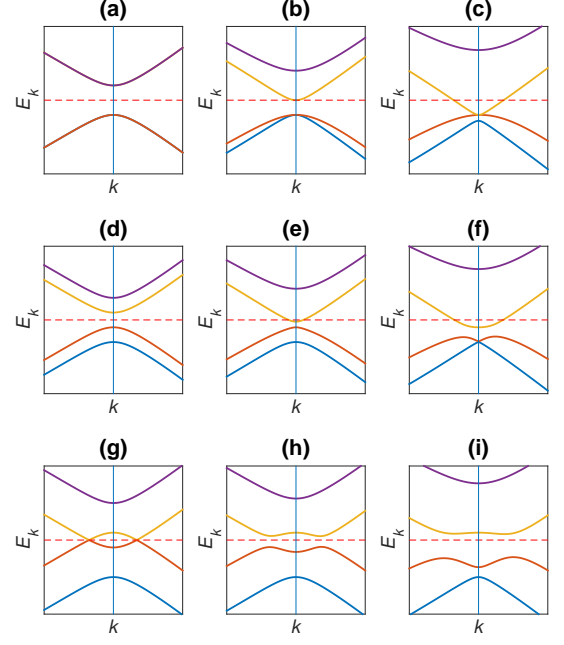 (a) (b) (c)
E_k E_k E_k
k k k
(d) (e) (f)
E_k E_k E_k
k k k
(g) (h) (i)
E_k E_k E_k
k k k